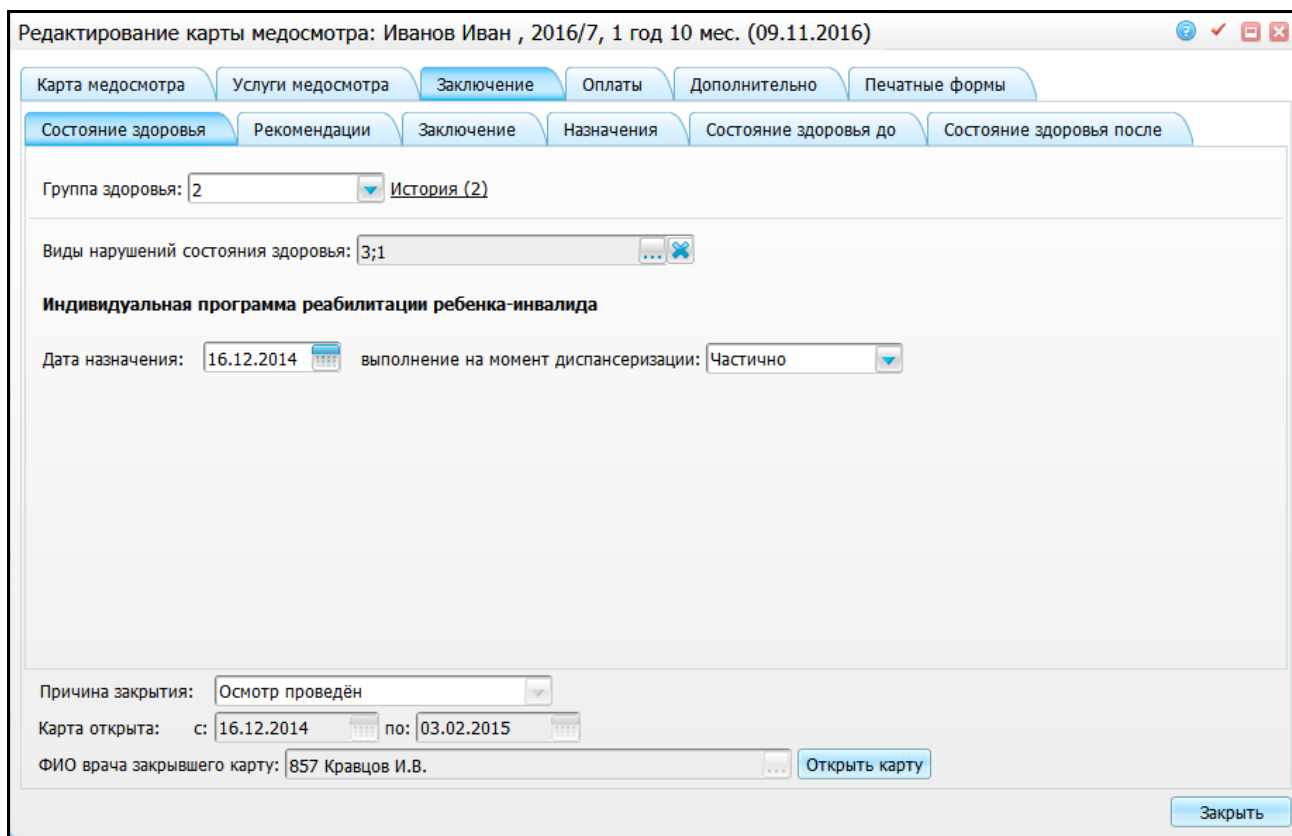 Редактирование карты медосмотра: Иванов Иван , 2016/7, 1 год 10 мес. (09.11.2016)
Карта медосмотра Услуги медосмотра Заключение Оплаты Дополнительно Печатные формы
Состояние здоровья Рекомендации Заключение Назначения Состояние здоровья до Состояние здоровья после
Группа здоровья: 2 История (2)
Виды нарушений состояния здоровья: 3;1 ...
Индивидуальная программа реабилитации ребенка-инвалида
Дата назначения: 16.12.2014 выполнение на момент диспансеризации: Частично
Причина закрытия: Осмотр проведён
Карта открыта: с: 16.12.2014 по: 03.02.2015
ФИО врача закрывшего карту: 857 Кравцов И.В. ... Открыть карту
Закрыть